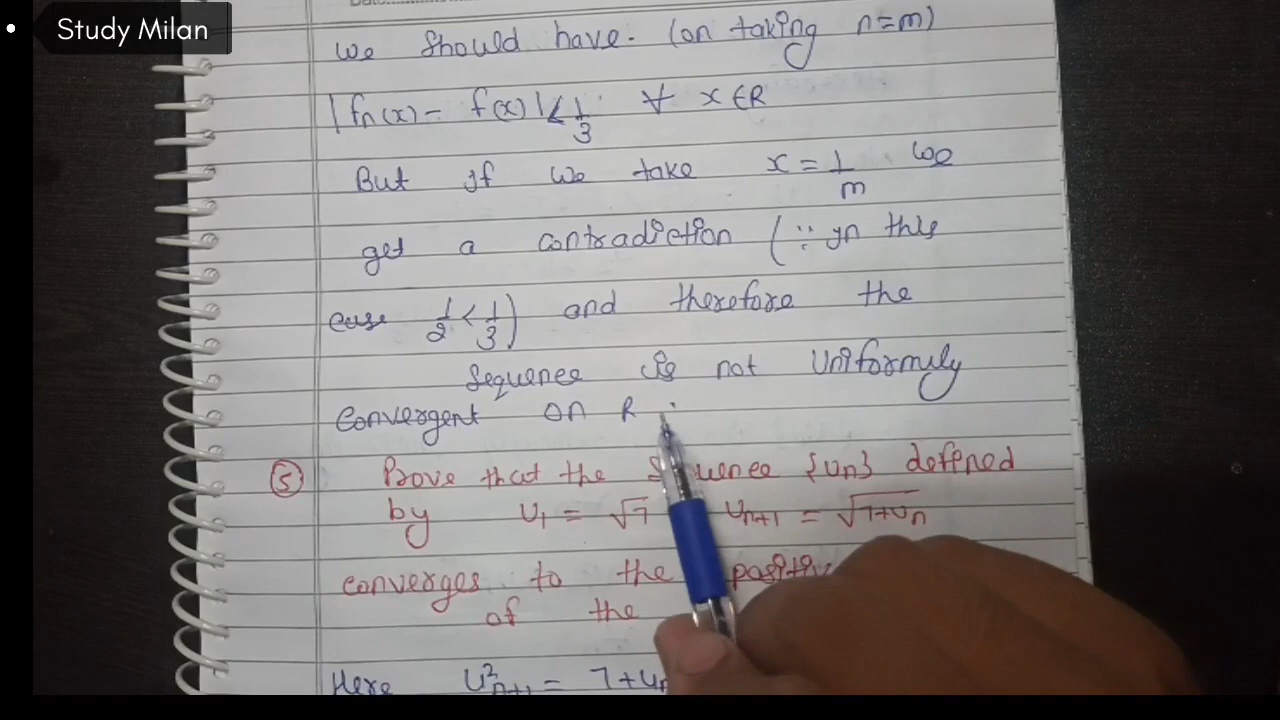 Study Milan
we should have. (on taking n=m)
|fn(x) - f(x)| < 1/3 ∀ x ∈ R
But if we take x = 1/m we
get a contradiction (∵ in this
case 1/2 < 1/3) and therefore the
Sequence is not Uniformuly
convergent on R.
⑤ Prove that the Sequence {Un} defined
by U₁ = √7 Uₙ₊₁ = √7+Uₙ
converges to the
of the
Here U²ₙ₊₁ = 7+Uₙ